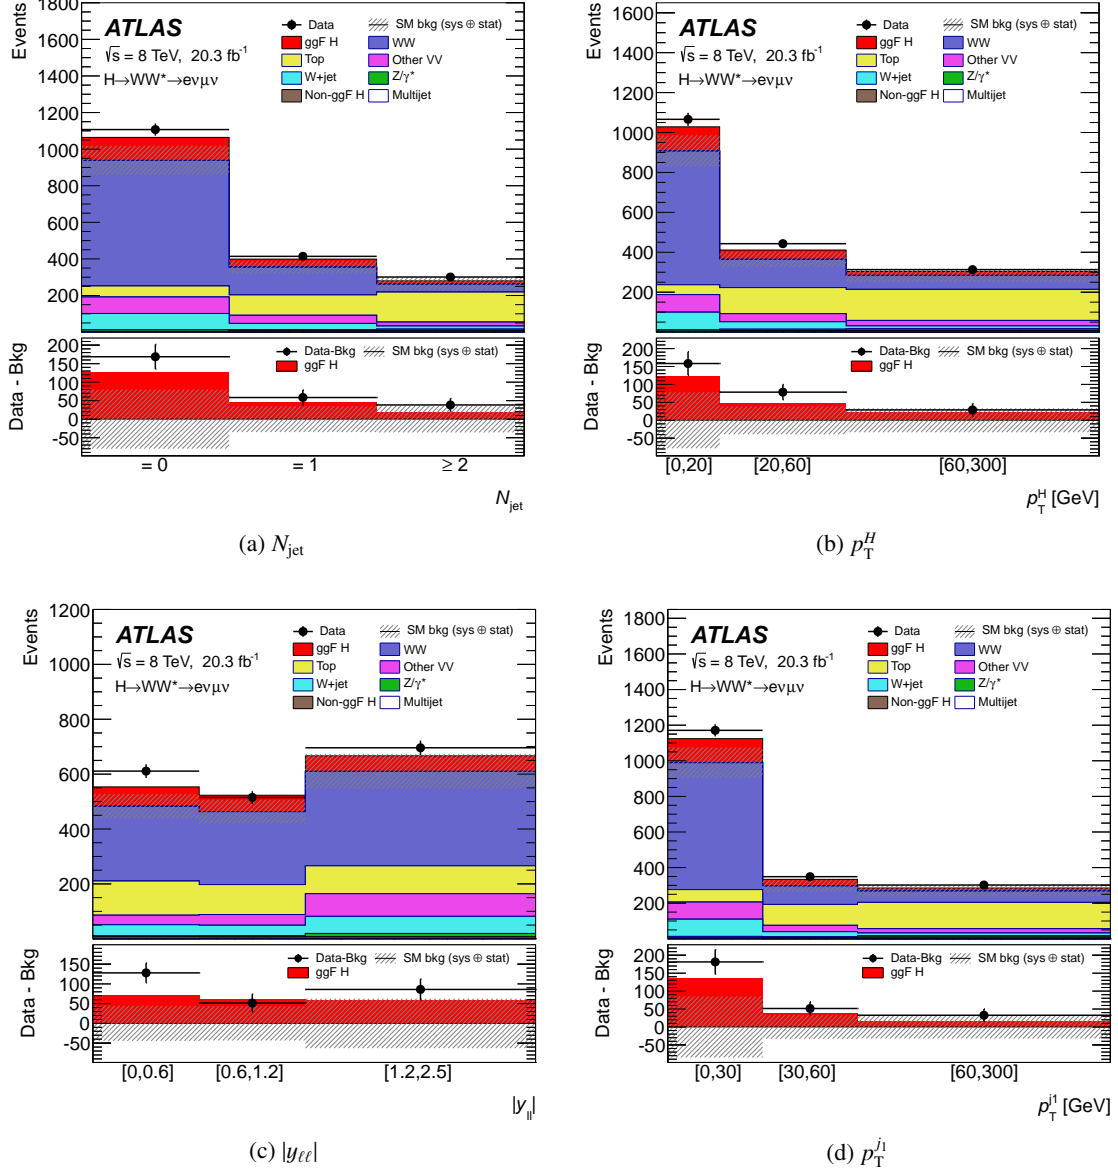 Events
1800
1600
1400
1200
1000
800
600
400
200
ATLAS
√s = 8 TeV, 20.3 fb⁻¹
H→WW*→eνμν
Data
SM bkg (sys ⊕ stat)
ggF H
WW
Top
Other VV
W+jet
Z/γ*
Non-ggF H
Multijet
Data - Bkg
200
150
100
50
0
-50
Data-Bkg
SM bkg (sys ⊕ stat)
ggF H
= 0
= 1
≥ 2
N_jet
(a) N_jet
Events
1600
1400
1200
1000
800
600
400
200
ATLAS
√s = 8 TeV, 20.3 fb⁻¹
H→WW*→eνμν
Data
SM bkg (sys ⊕ stat)
ggF H
WW
Top
Other VV
W+jet
Z/γ*
Non-ggF H
Multijet
Data - Bkg
200
150
100
50
0
-50
Data-Bkg
SM bkg (sys ⊕ stat)
ggF H
[0,20]
[20,60]
[60,300]
p_T^H [GeV]
(b) p_T^H
Events
1200
1000
800
600
400
200
ATLAS
√s = 8 TeV, 20.3 fb⁻¹
H→WW*→eνμν
Data
SM bkg (sys ⊕ stat)
ggF H
WW
Top
Other VV
W+jet
Z/γ*
Non-ggF H
Multijet
Data - Bkg
150
100
50
0
-50
Data-Bkg
SM bkg (sys ⊕ stat)
ggF H
[0,0.6]
[0.6,1.2]
[1.2,2.5]
|y_ll|
(c) |y_ℓℓ|
Events
1800
1600
1400
1200
1000
800
600
400
200
ATLAS
√s = 8 TeV, 20.3 fb⁻¹
H→WW*→eνμν
Data
SM bkg (sys ⊕ stat)
ggF H
WW
Top
Other VV
W+jet
Z/γ*
Non-ggF H
Multijet
Data - Bkg
200
150
100
50
0
-50
Data-Bkg
SM bkg (sys ⊕ stat)
ggF H
[0,30]
[30,60]
[60,300]
p_T^j1 [GeV]
(d) p_T^j₁